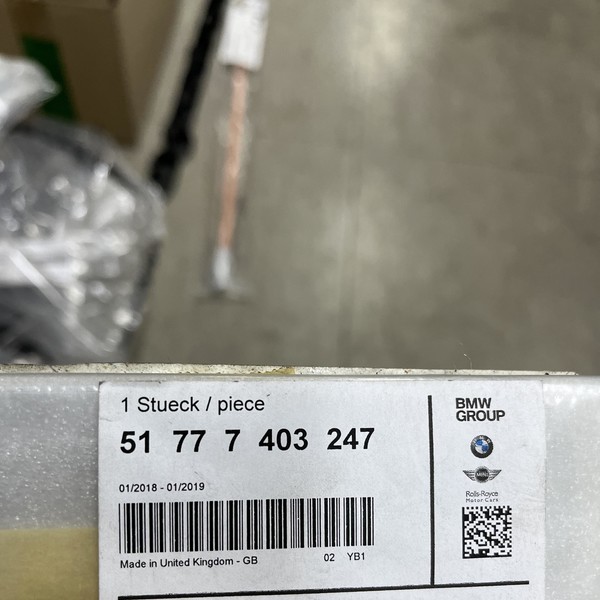 1 Stueck / piece
51 77 7 403 247
01/2018 - 01/2019
Made in United Kingdom - GB 02 YB1
BMW
GROUP
MINI
Rolls-Royce
Motor Cars